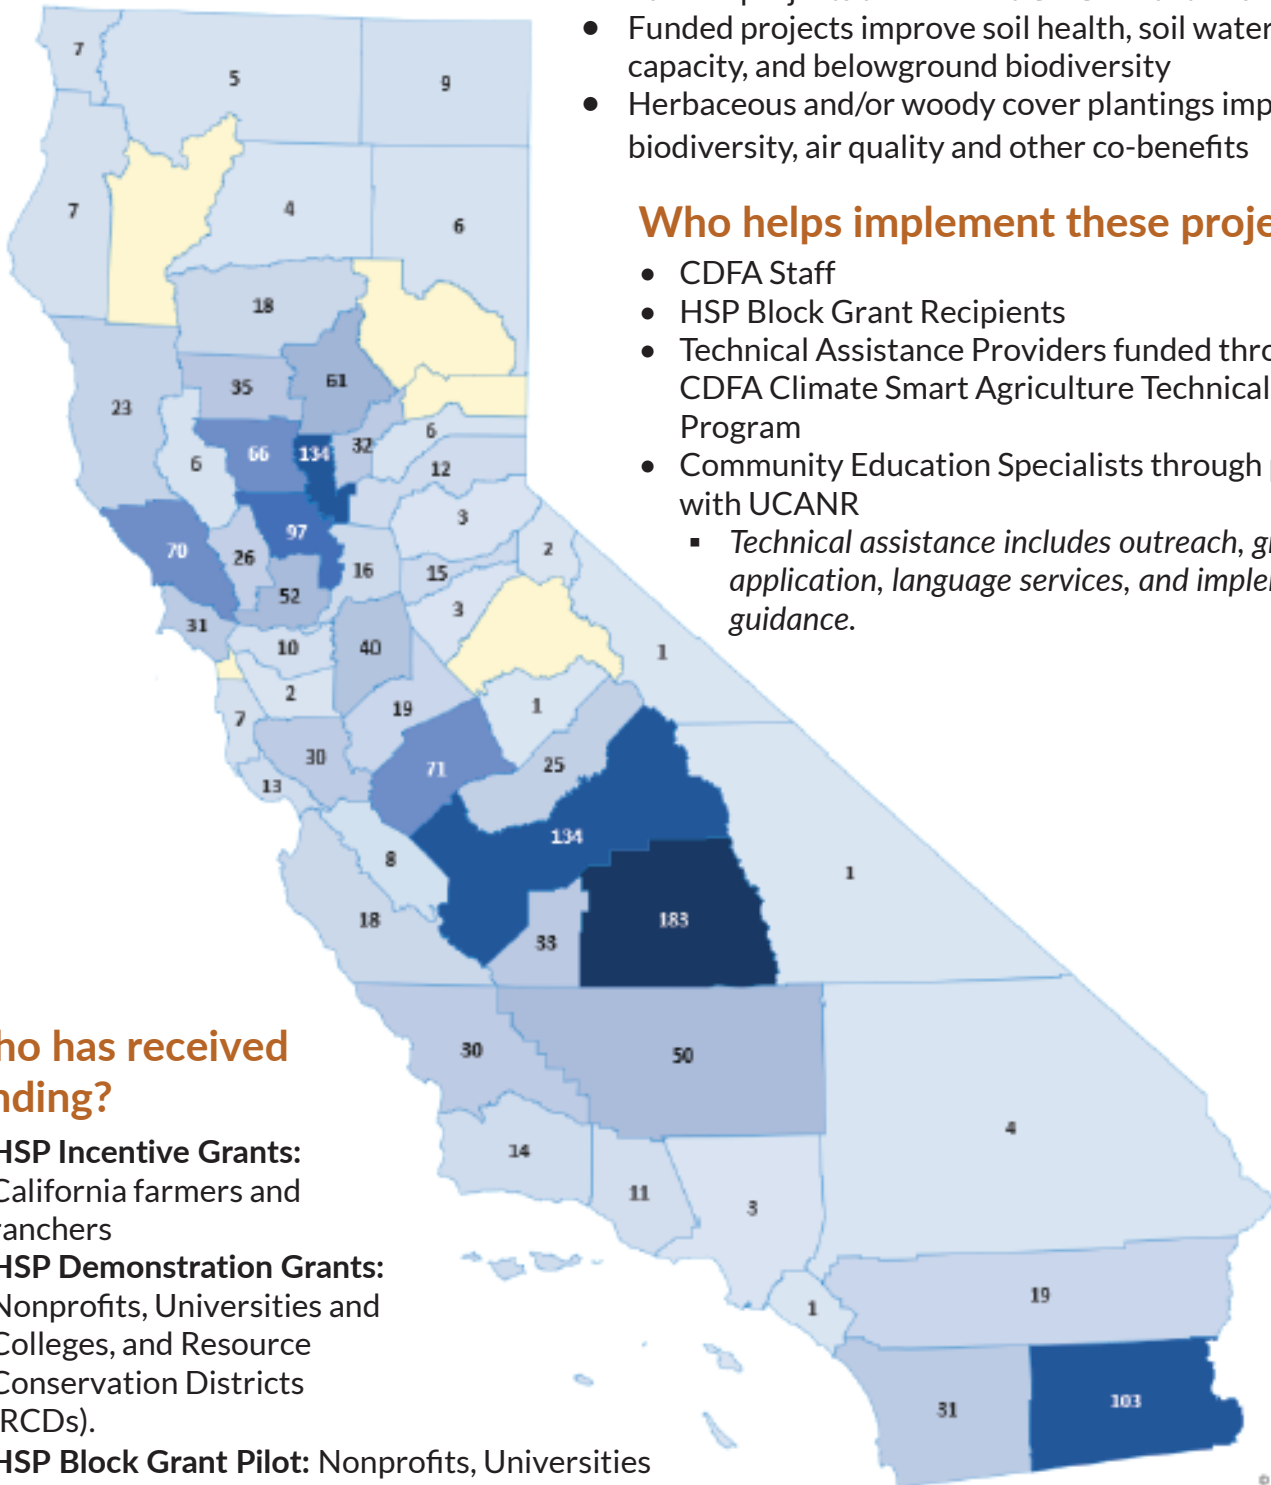 Funded projects improve soil health, soil water
capacity, and belowground biodiversity
Herbaceous and/or woody cover plantings imp
biodiversity, air quality and other co-benefits
Who helps implement these proje
CDFA Staff
HSP Block Grant Recipients
Technical Assistance Providers funded thro
CDFA Climate Smart Agriculture Technical
Program
Community Education Specialists through
with UCANR
Technical assistance includes outreach, g
application, language services, and imple
guidance.
7
5
9
7
4
6
18
35
61
23
6
66
134
32
6
12
3
2
70
26
97
16
15
52
3
31
10
40
1
2
19
1
7
30
71
25
13
134
8
1
18
33
183
30
50
14
11
3
4
1
19
31
103
ho has received
nding?
HSP Incentive Grants:
California farmers and
ranchers
HSP Demonstration Grants:
Nonprofits, Universities and
Colleges, and Resource
Conservation Districts
RCDs).
HSP Block Grant Pilot: Nonprofits, Universities
©